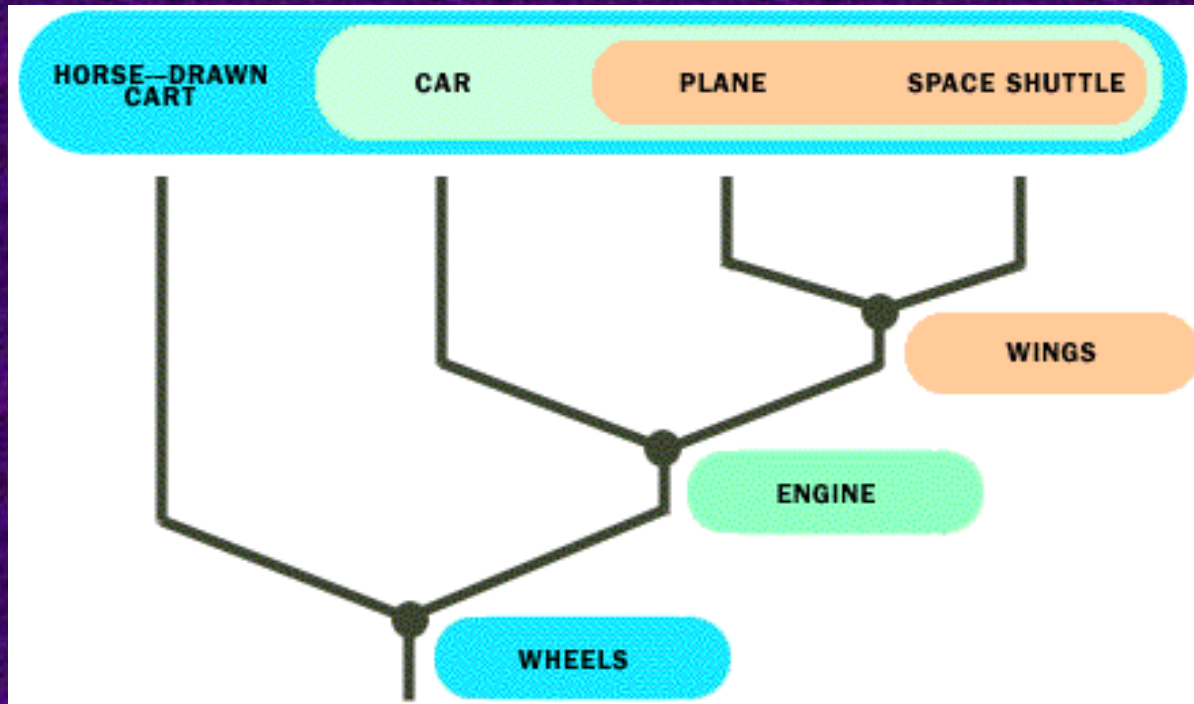 HORSE—DRAWN
CART
CAR
PLANE
SPACE SHUTTLE
WINGS
ENGINE
WHEELS